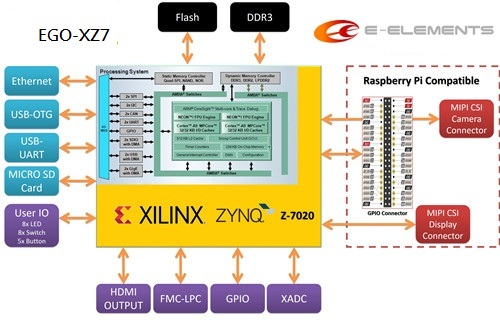 EGO-XZ7
Flash
DDR3
E-ELEMENTS
Ethernet
USB-OTG
USB-
UART
MICRO SD
Card
User IO
8x LED
8x Switch
5x Button
Processing System
Static Memory Controller
Quad SPI, NAND, NOR
Dynamic Memory Controller
DDR3, DDR2, LPDDR2
AMBA® Switches
AMBA® Switches
2x SPI
2x I2C
2x CAN
2x UART
GPIO
2x SDIO
with DMA
2x USB
with DMA
2x GigE
with DMA
ARM® CoreSight™ Multi-core & Trace Debug
NEON™/ FPU Engine
NEON™/ FPU Engine
Cortex™-A9 MPCore™
32/32 KB I/D Caches
Cortex™-A9 MPCore™
32/32 KB I/D Caches
512 KB L2 Cache
Snoop Control Unit (SCU)
Timer Counters
256 KB On-Chip Memory
General Interrupt Controller
DMA
Configuration
AMBA® Switches
XILINX
ZYNQ
Z-7020
Raspberry Pi Compatible
GPIO Connector
MIPI CSI
Camera
Connector
MIPI CSI
Display
Connector
HDMI
OUTPUT
FMC-LPC
GPIO
XADC